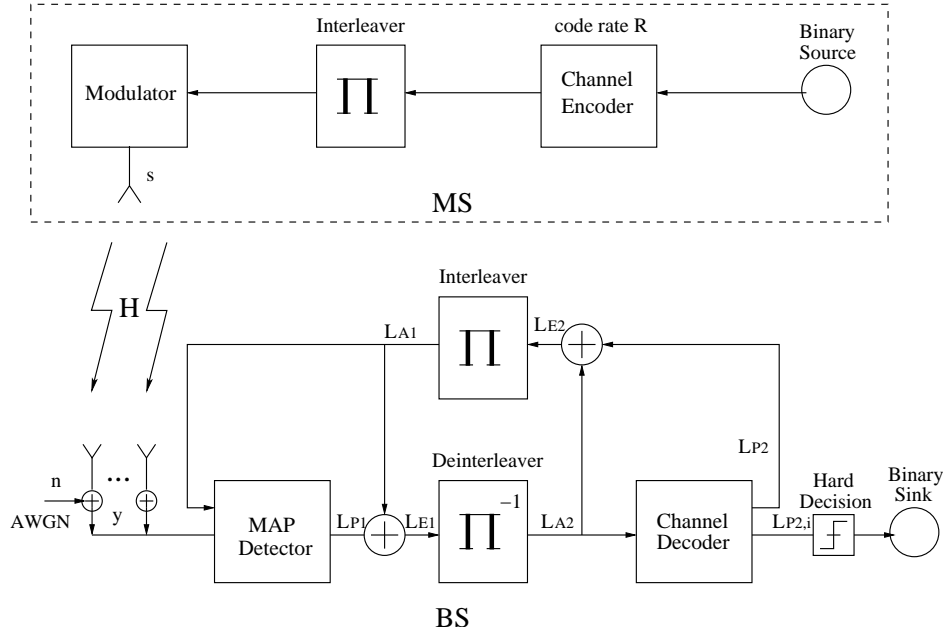 Interleaver
code rate R
Binary
Source
Modulator
∏
Channel
Encoder
s
MS
H
Interleaver
LA1
∏
LE2
LP2
n
AWGN
...
y
MAP
Detector
LP1
LE1
Deinterleaver
∏−1
LA2
Channel
Decoder
LP2,i
Hard
Decision
Binary
Sink
BS